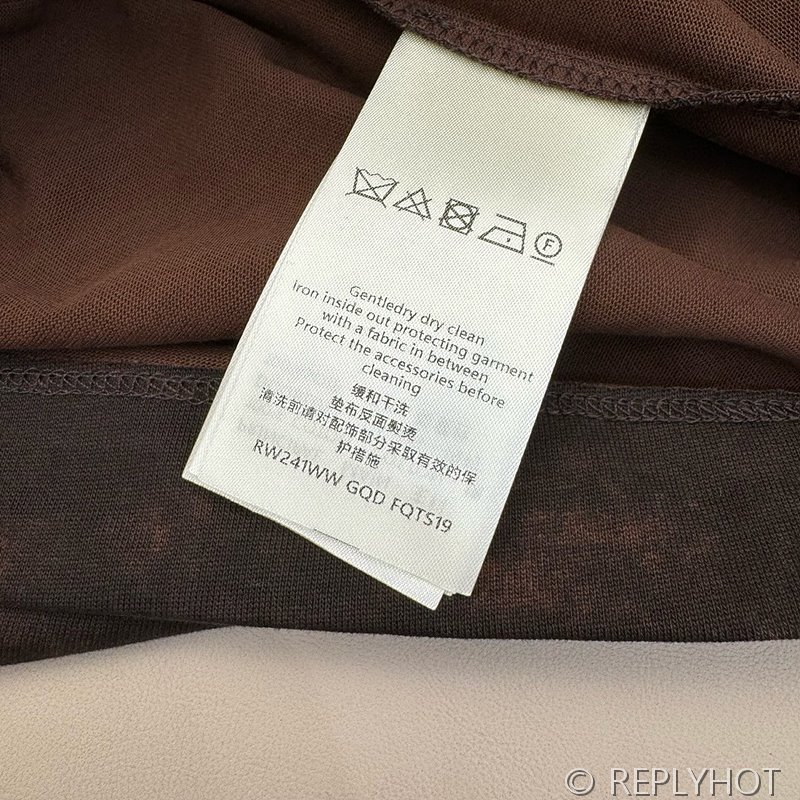 F
Gentledry dry clean
Iron inside out protecting garment
with a fabric in between
Protect the accessories before
cleaning
缓和干洗
垫布反面熨烫
清洗前请对配饰部分采取有效的保
护措施
RW241WW GQD FQTS19
© REPLYHOT